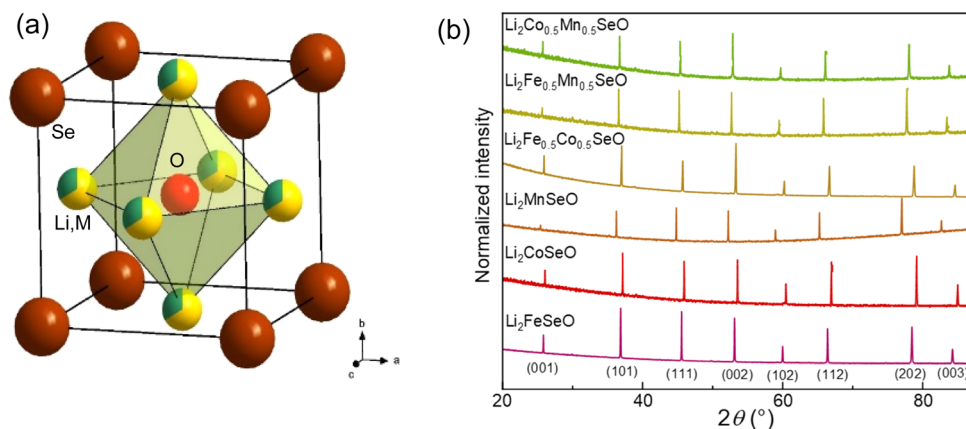 (a)
Se
O
Li,M
b
a
c
(b)
Normalized intensity
Li₂Co₀.₅Mn₀.₅SeO
Li₂Fe₀.₅Mn₀.₅SeO
Li₂Fe₀.₅Co₀.₅SeO
Li₂MnSeO
Li₂CoSeO
Li₂FeSeO
(001) (101) (111) (002) (102) (112) (202) (003)
20 40 60 80
2θ (°)